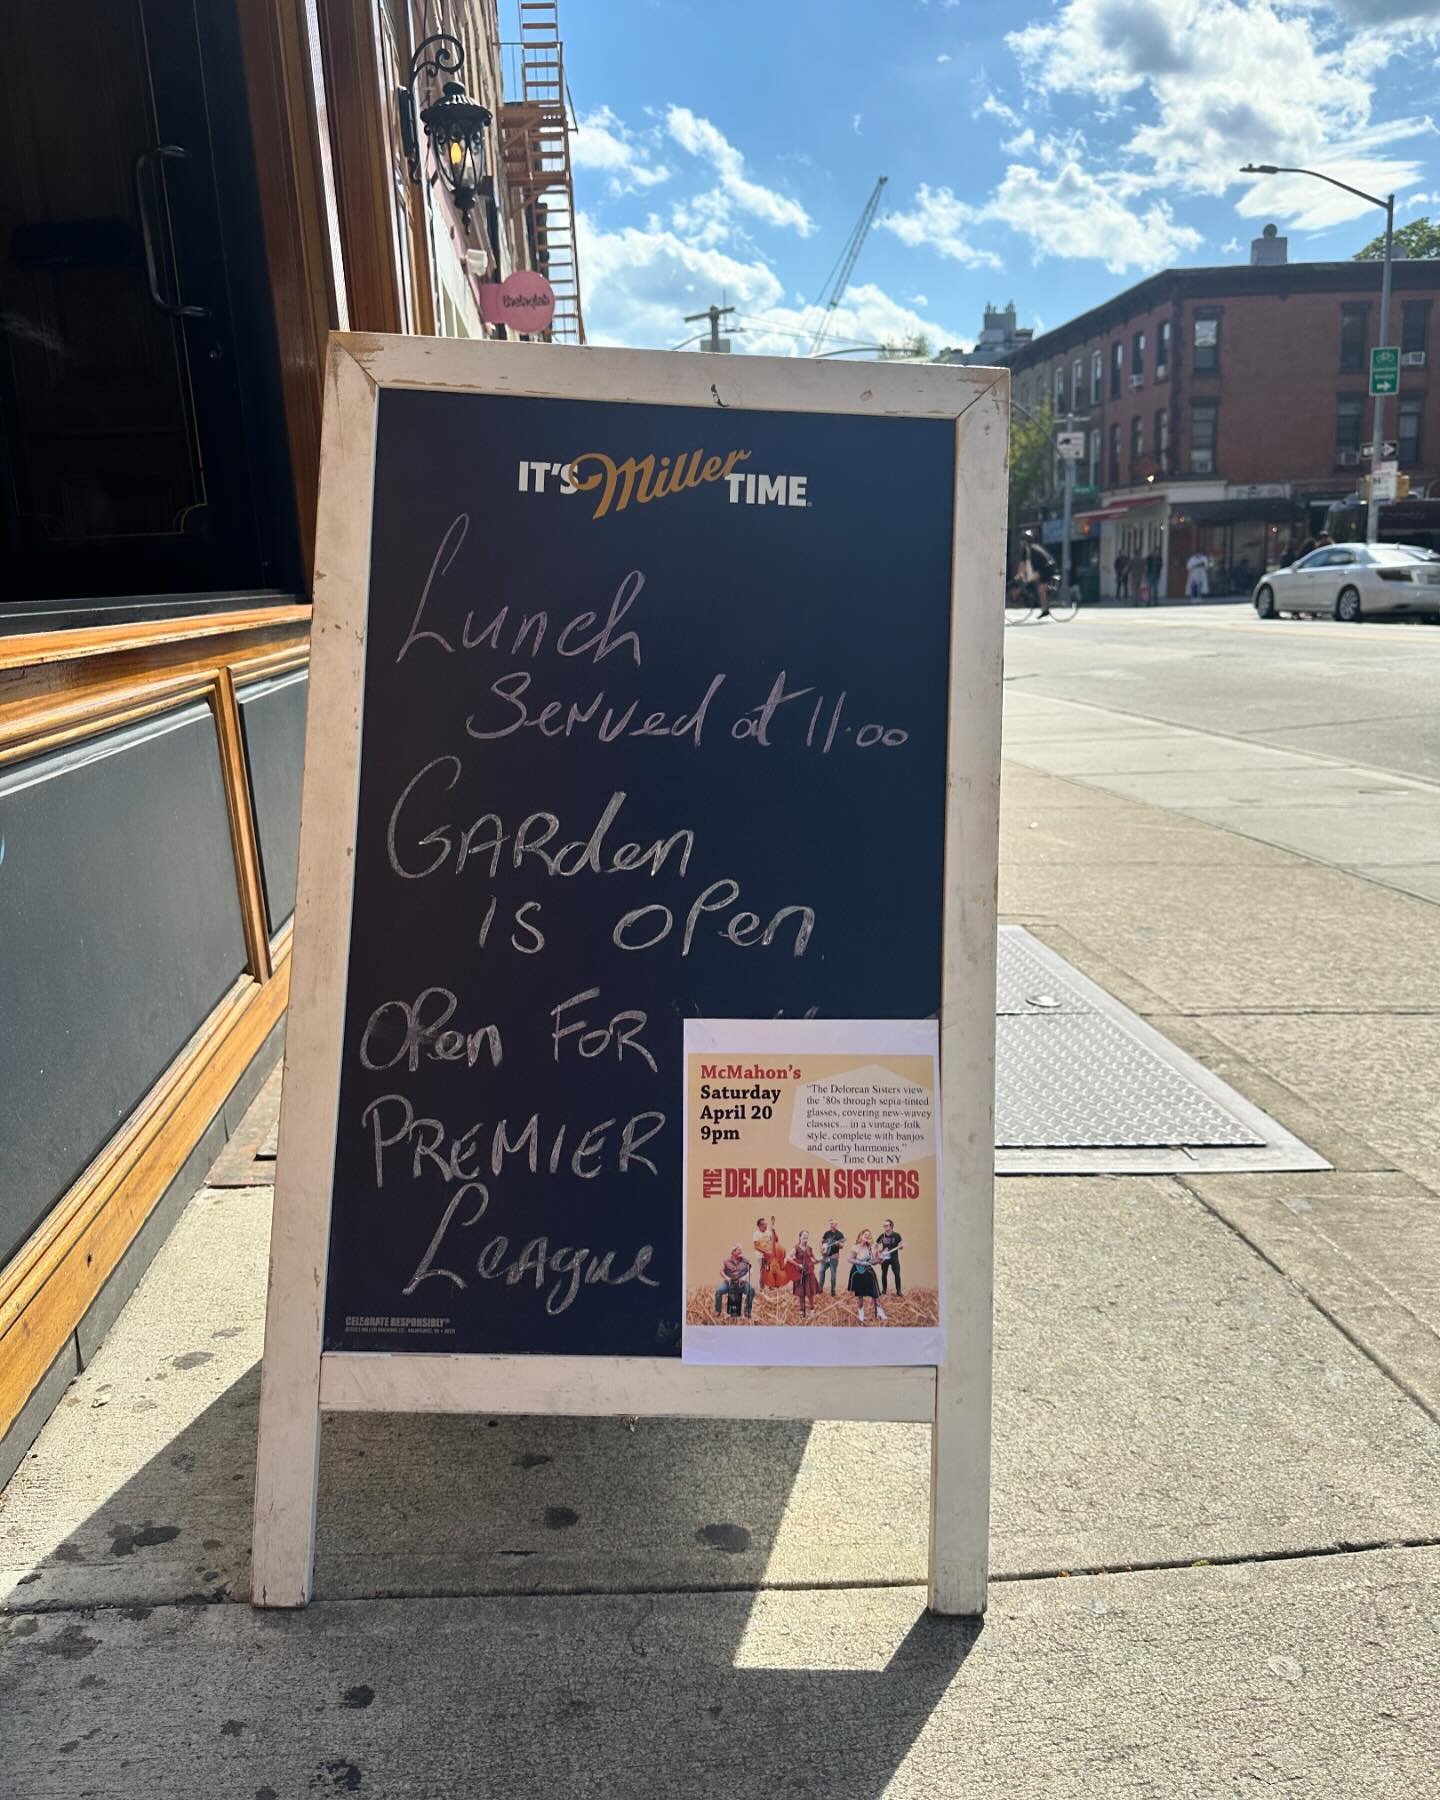 thelaqlab
IT'S Miller TIME
Lunch
Served at 11.00
GARden
is open
Open FOR
PREMIER
LeAgue
McMahon's
Saturday
April 20
9pm
"The Delorean Sisters view
the '80s through sepia-tinted
glasses, covering new-wavey
classics... in a vintage-folk
style, complete with banjos
and earthy harmonies."
— Time Out NY
THE DELOREAN SISTERS
CELEBRATE RESPONSIBLY®